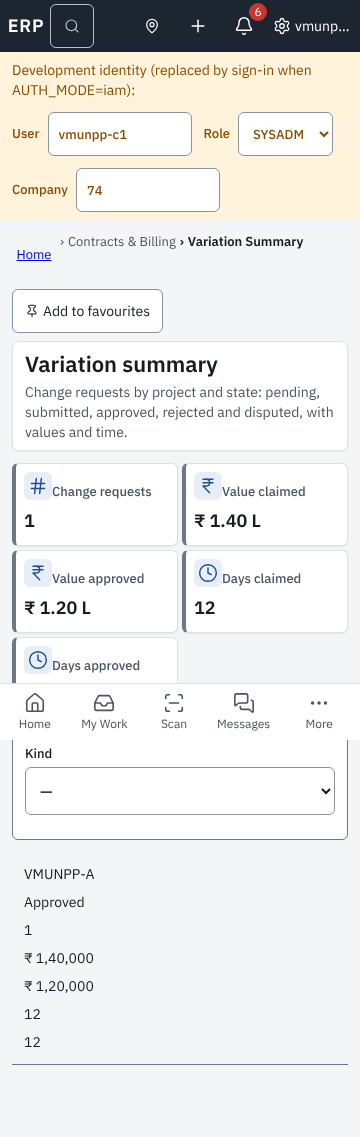 ERP
6
vmunp...
Development identity (replaced by sign-in when
AUTH_MODE=iam):
User
vmunpp-c1
Role
SYSADM
Company
74
Home
› Contracts & Billing › Variation Summary
Add to favourites
Variation summary
Change requests by project and state: pending,
submitted, approved, rejected and disputed, with
values and time.
Change requests
1
Value claimed
₹ 1.40 L
Value approved
₹ 1.20 L
Days claimed
12
Days approved
Home
My Work
Scan
Messages
More
Kind
—
VMUNPP-A
Approved
1
₹ 1,40,000
₹ 1,20,000
12
12